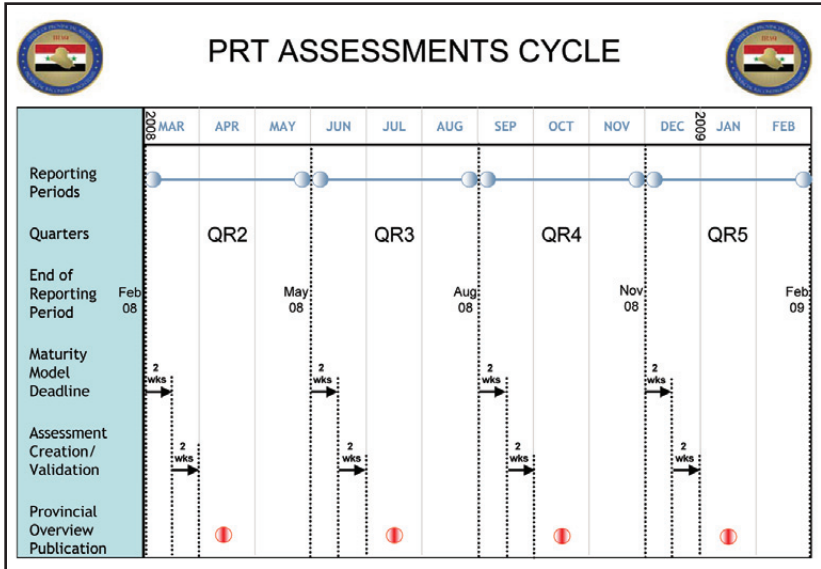 PRT ASSESSMENTS CYCLE
2008 MAR APR MAY JUN JUL AUG SEP OCT NOV DEC 2009 JAN FEB
Reporting
Periods
Quarters QR2 QR3 QR4 QR5
End of
Reporting
Period
Feb
08
May
08
Aug
08
Nov
08
Feb
09
Maturity
Model
Deadline
2
wks
2
wks
2
wks
2
wks
Assessment
Creation/
Validation
2
wks
2
wks
2
wks
2
wks
Provincial
Overview
Publication